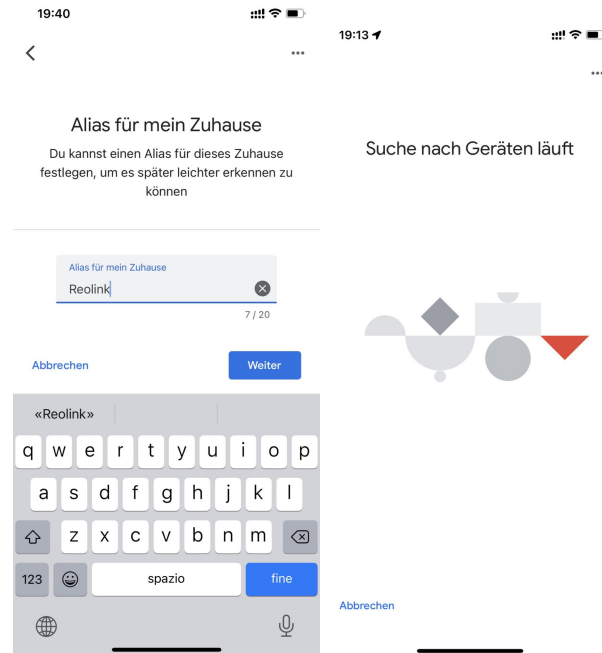 19:40
Alias für mein Zuhause
Du kannst einen Alias für dieses Zuhause
festlegen, um es später leichter erkennen zu
können
Alias für mein Zuhause
Reolink
7 / 20
Abbrechen
Weiter
«Reolink»
q w e r t y u i o p
a s d f g h j k l
z x c v b n m
123
spazio
fine
19:13
Suche nach Geräten läuft
Abbrechen